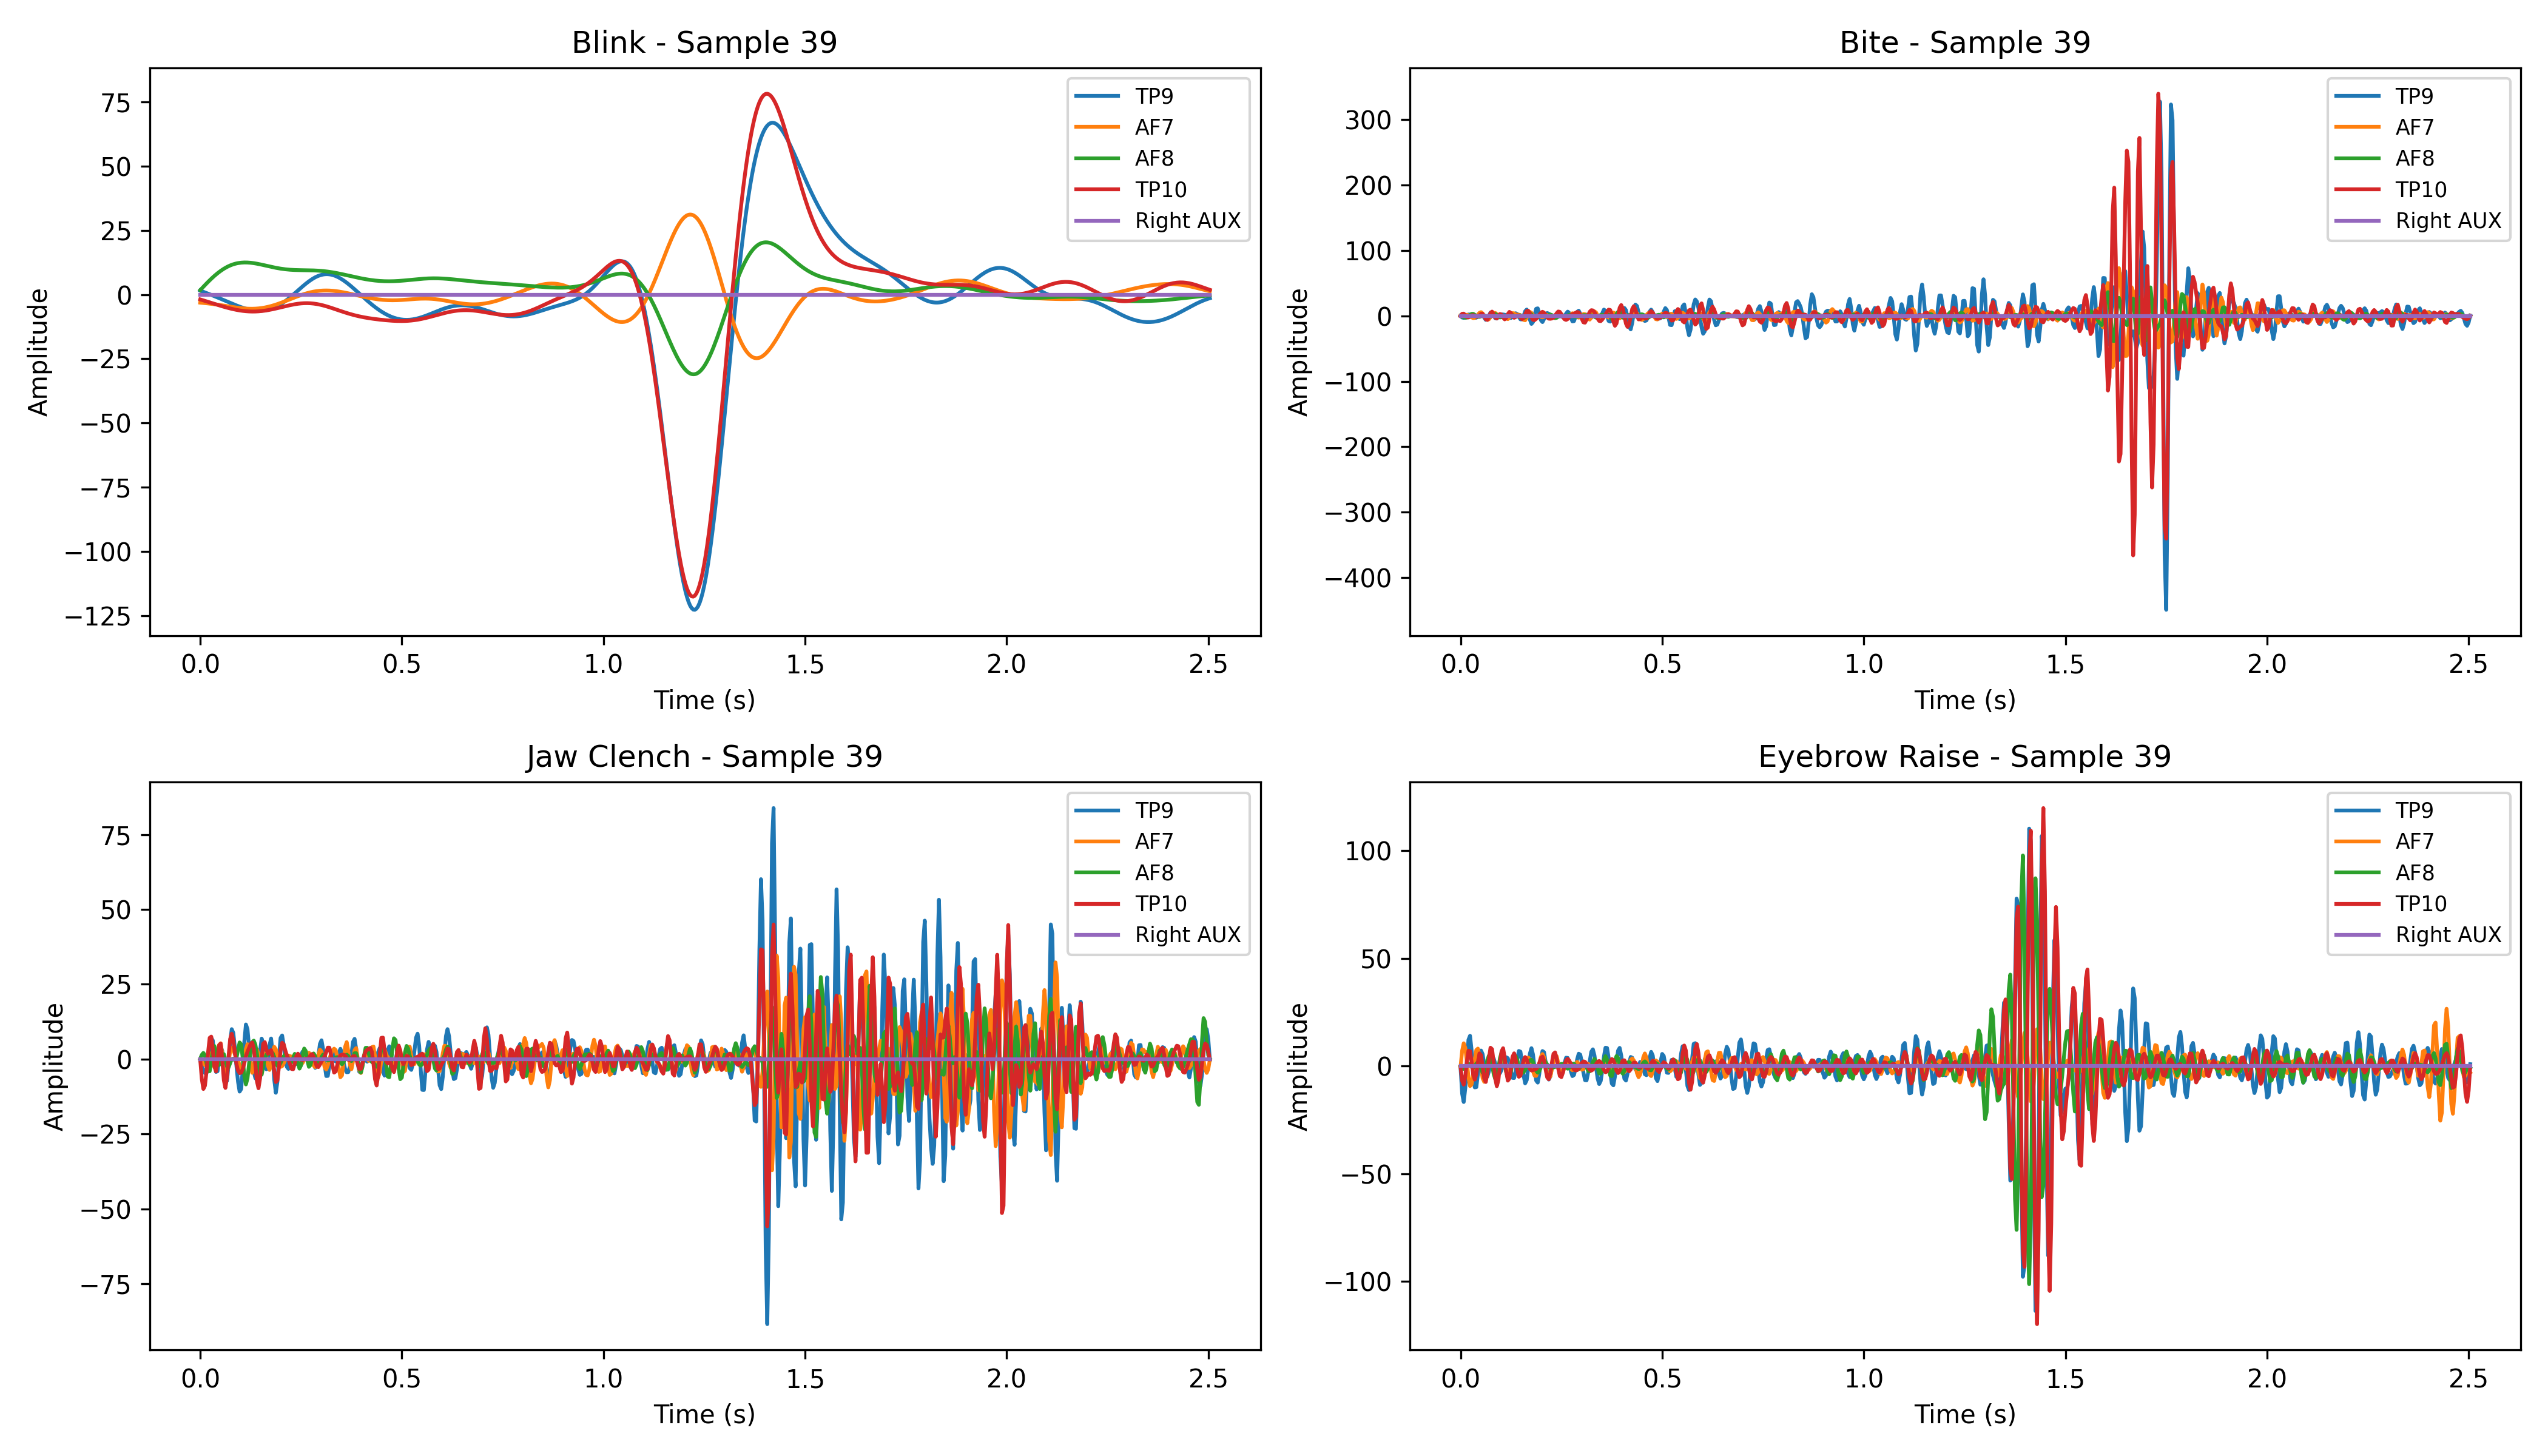 Blink - Sample 39
75
50
25
0
−25
−50
−75
−100
−125
Amplitude
0.0 0.5 1.0 1.5 2.0 2.5
Time (s)
TP9
AF7
AF8
TP10
Right AUX
Bite - Sample 39
300
200
100
0
−100
−200
−300
−400
Amplitude
0.0 0.5 1.0 1.5 2.0 2.5
Time (s)
TP9
AF7
AF8
TP10
Right AUX
Jaw Clench - Sample 39
75
50
25
0
−25
−50
−75
Amplitude
0.0 0.5 1.0 1.5 2.0 2.5
Time (s)
TP9
AF7
AF8
TP10
Right AUX
Eyebrow Raise - Sample 39
100
50
0
−50
−100
Amplitude
0.0 0.5 1.0 1.5 2.0 2.5
Time (s)
TP9
AF7
AF8
TP10
Right AUX